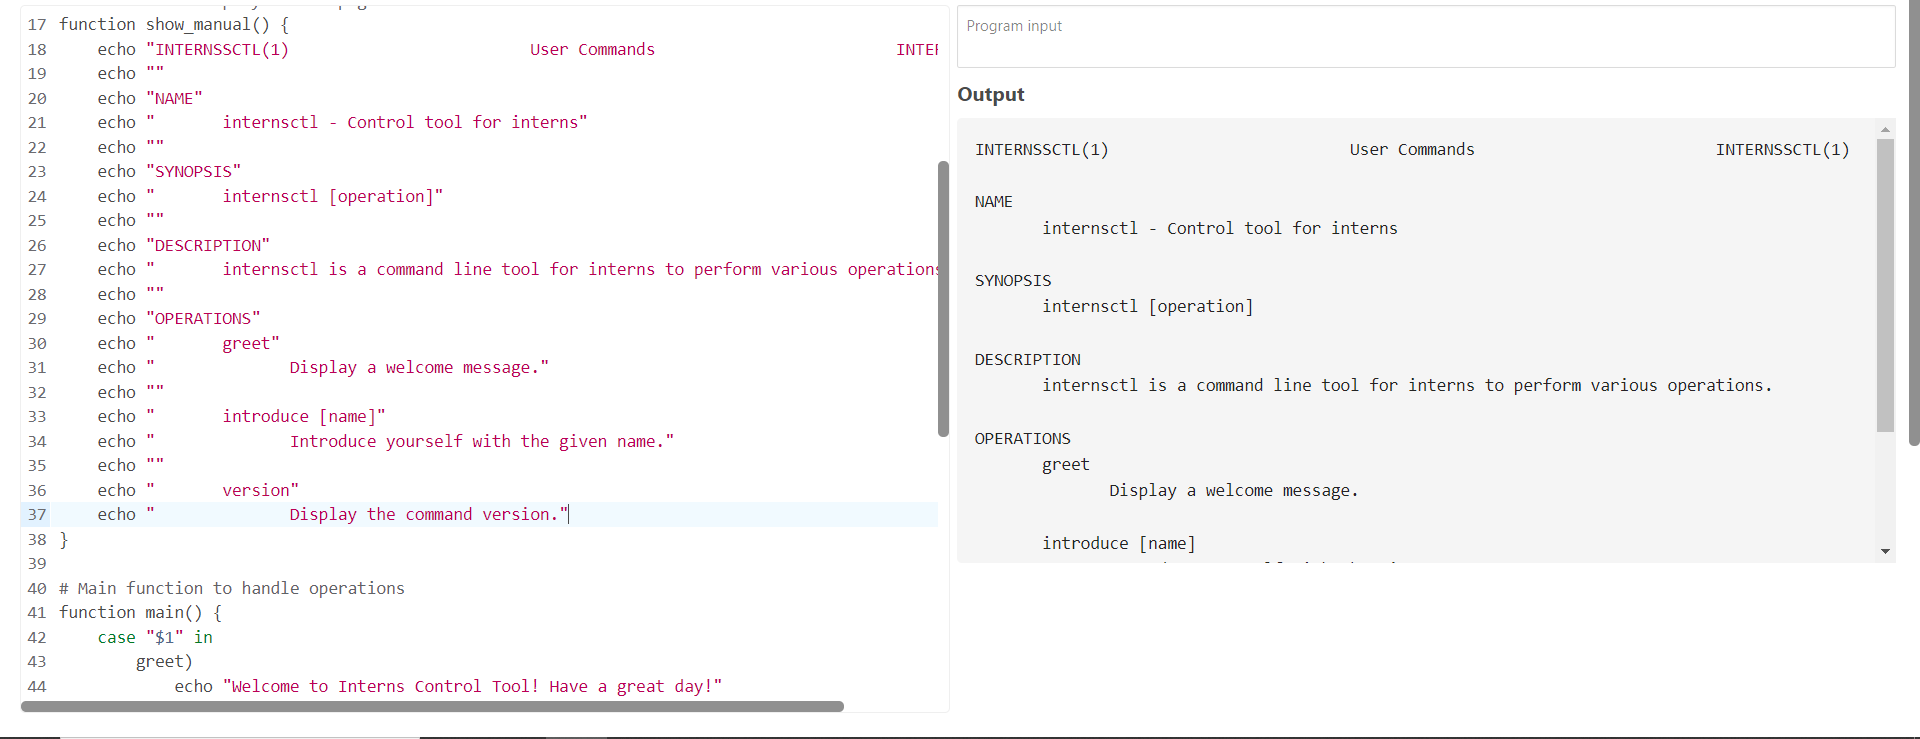 17 function show_manual() {
18     echo "INTERNSSCTL(1)                         User Commands                         INTE
19     echo ""
20     echo "NAME"
21     echo "       internsctl - Control tool for interns"
22     echo ""
23     echo "SYNOPSIS"
24     echo "       internsctl [operation]"
25     echo ""
26     echo "DESCRIPTION"
27     echo "       internsctl is a command line tool for interns to perform various operations
28     echo ""
29     echo "OPERATIONS"
30     echo "       greet"
31     echo "              Display a welcome message."
32     echo ""
33     echo "       introduce [name]"
34     echo "              Introduce yourself with the given name."
35     echo ""
36     echo "       version"
37     echo "              Display the command version."
38 }
39
40 # Main function to handle operations
41 function main() {
42     case "$1" in
43         greet)
44             echo "Welcome to Interns Control Tool! Have a great day!"
Program input
Output
INTERNSSCTL(1)                         User Commands                         INTERNSSCTL(1)
NAME
       internsctl - Control tool for interns
SYNOPSIS
       internsctl [operation]
DESCRIPTION
       internsctl is a command line tool for interns to perform various operations.
OPERATIONS
       greet
              Display a welcome message.
       introduce [name]